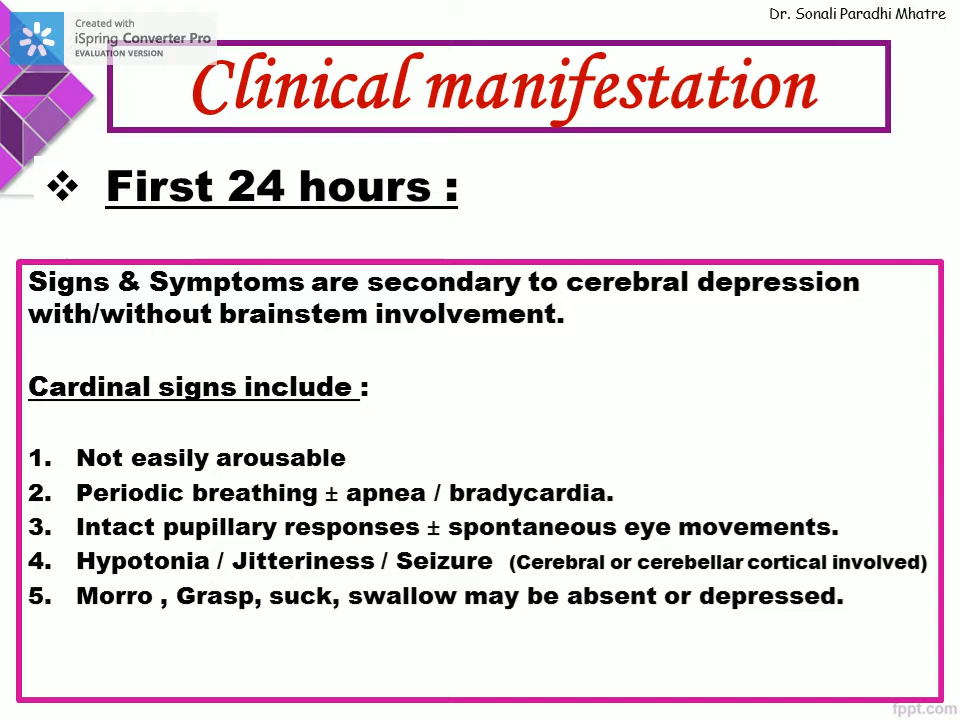 Created with
iSpring Converter Pro
EVALUATION VERSION
Dr. Sonali Paradhi Mhatre
Clinical manifestation
❖ First 24 hours :
Signs & Symptoms are secondary to cerebral depression
with/without brainstem involvement.
Cardinal signs include :
1. Not easily arousable
2. Periodic breathing ± apnea / bradycardia.
3. Intact pupillary responses ± spontaneous eye movements.
4. Hypotonia / Jitteriness / Seizure (Cerebral or cerebellar cortical involved)
5. Morro , Grasp, suck, swallow may be absent or depressed.
fppt.com